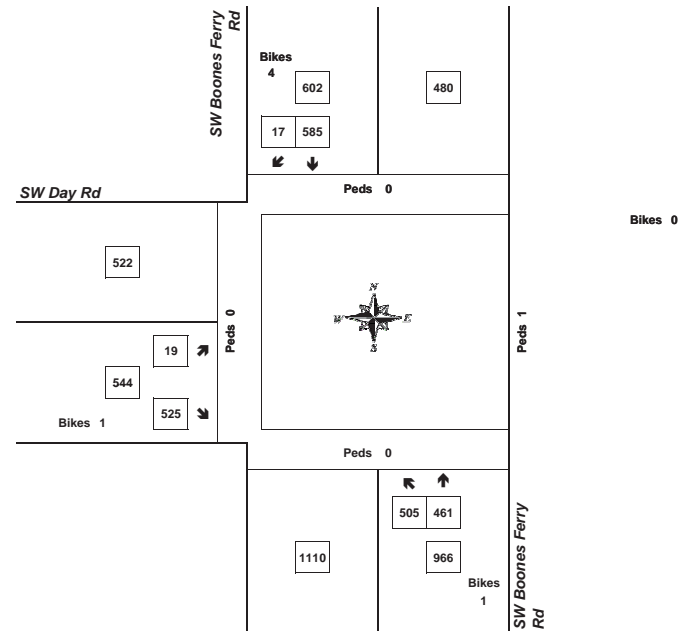 SW Boones Ferry
Rd
Bikes
4
602
480
17 585
Peds 0
SW Day Rd
Bikes 0
522
N
W E
S
Peds 0
Peds 1
19
544
525
Bikes 1
Peds 0
505 461
1110
966
Bikes
1
SW Boones Ferry
Rd